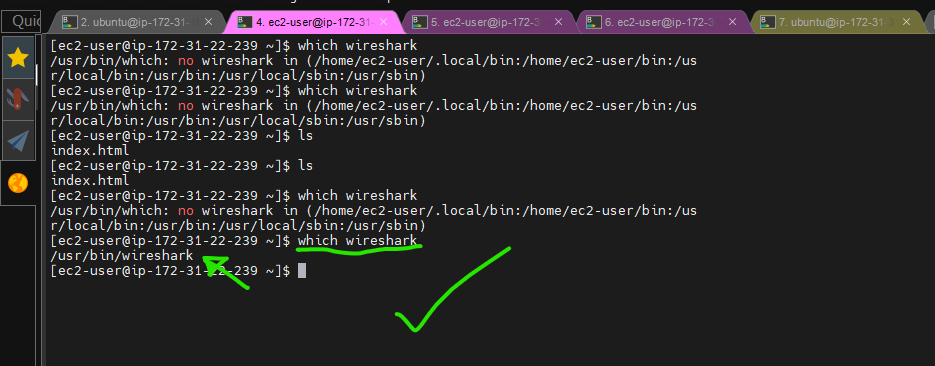 Quic
2. ubuntu@ip-172-31-
4. ec2-user@ip-172-31-
5. ec2-user@ip-172-31-
6. ec2-user@ip-172-31-
7. ubuntu@ip-172-31-
[ec2-user@ip-172-31-22-239 ~]$ which wireshark
/usr/bin/which: no wireshark in (/home/ec2-user/.local/bin:/home/ec2-user/bin:/us
r/local/bin:/usr/bin:/usr/local/sbin:/usr/sbin)
[ec2-user@ip-172-31-22-239 ~]$ which wireshark
/usr/bin/which: no wireshark in (/home/ec2-user/.local/bin:/home/ec2-user/bin:/us
r/local/bin:/usr/bin:/usr/local/sbin:/usr/sbin)
[ec2-user@ip-172-31-22-239 ~]$ ls
index.html
[ec2-user@ip-172-31-22-239 ~]$ ls
index.html
[ec2-user@ip-172-31-22-239 ~]$ which wireshark
/usr/bin/which: no wireshark in (/home/ec2-user/.local/bin:/home/ec2-user/bin:/us
r/local/bin:/usr/bin:/usr/local/sbin:/usr/sbin)
[ec2-user@ip-172-31-22-239 ~]$ which wireshark
/usr/bin/wireshark
[ec2-user@ip-172-31-22-239 ~]$